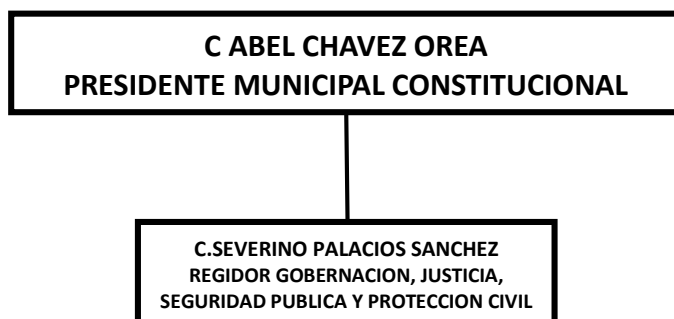 C ABEL CHAVEZ OREA
PRESIDENTE MUNICIPAL CONSTITUCIONAL
C.SEVERINO PALACIOS SANCHEZ
REGIDOR GOBERNACION, JUSTICIA,
SEGURIDAD PUBLICA Y PROTECCION CIVIL